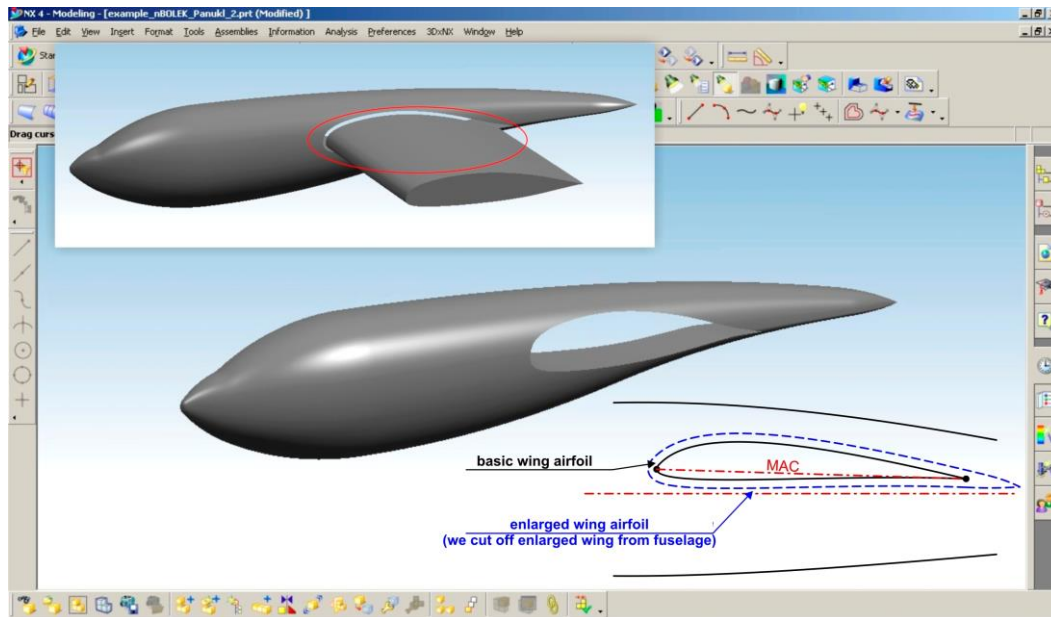 NX 4 - Modeling - [example_nBOLEK_Panukl_2.prt (Modified) ]
File Edit View Insert Format Tools Assemblies Information Analysis Preferences 3DxNX Window Help
Star
Drag curs
basic wing airfoil
MAC
enlarged wing airfoil
(we cut off enlarged wing from fuselage)